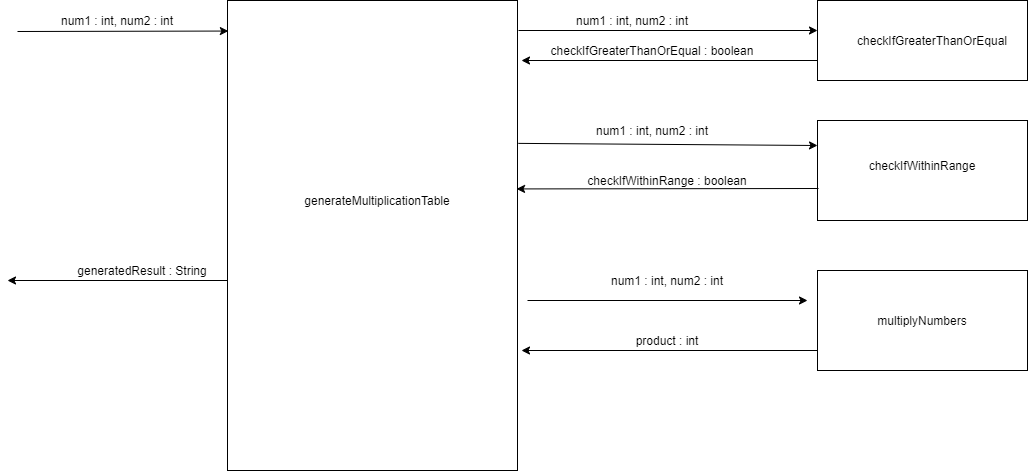 num1 : int, num2 : int
generateMultiplicationTable
generatedResult : String
num1 : int, num2 : int
checkIfGreaterThanOrEqual : boolean
checkIfGreaterThanOrEqual
num1 : int, num2 : int
checkIfWithinRange : boolean
checkIfWithinRange
num1 : int, num2 : int
product : int
multiplyNumbers